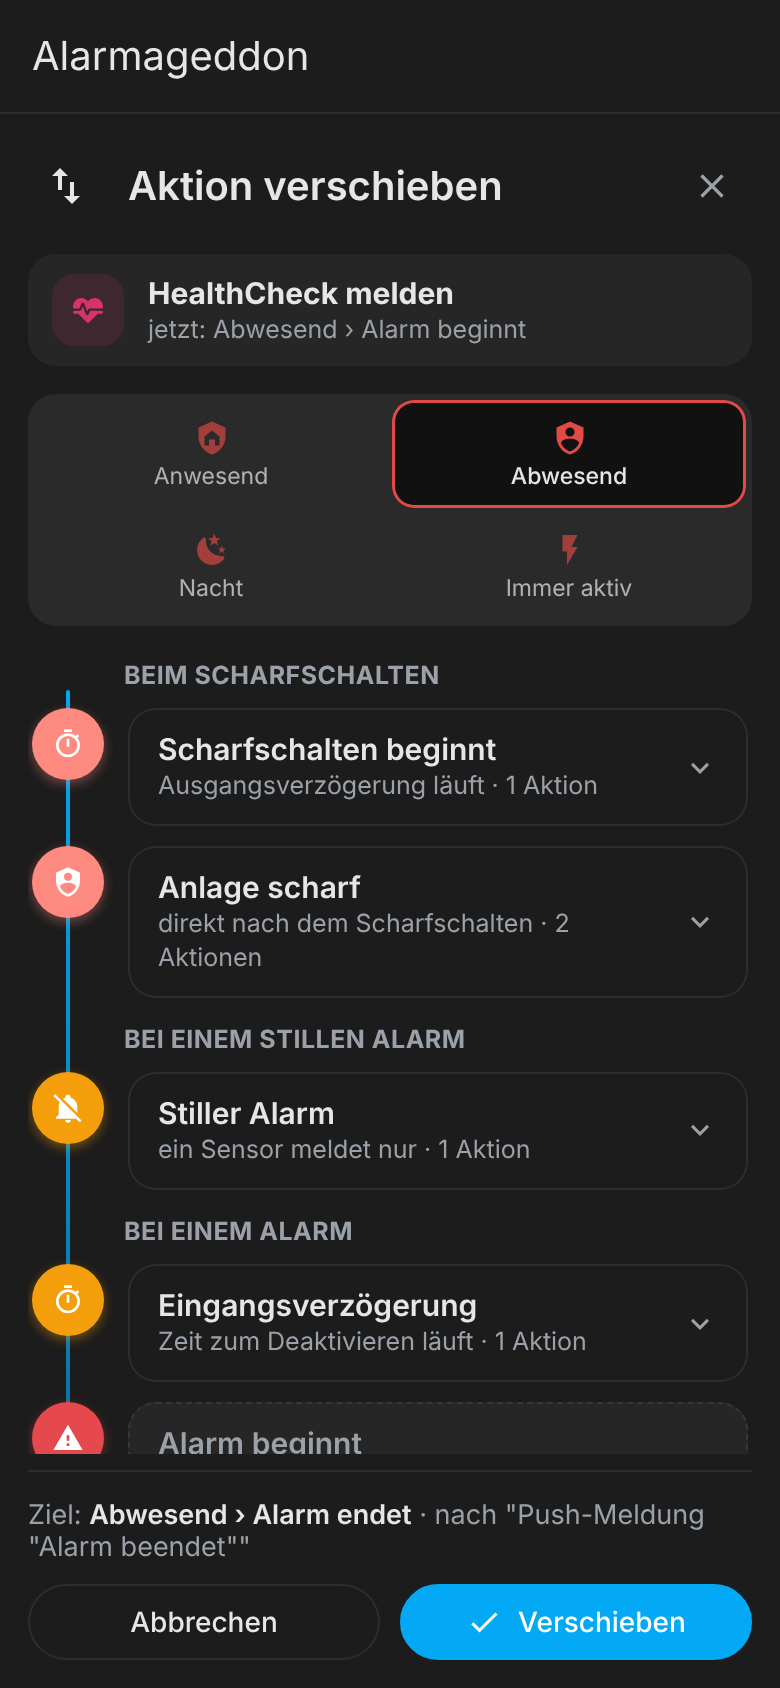 Alarmageddon
Aktion verschieben
HealthCheck melden
jetzt: Abwesend › Alarm beginnt
Anwesend
Abwesend
Nacht
Immer aktiv
BEIM SCHARFSCHALTEN
Scharfschalten beginnt
Ausgangsverzögerung läuft · 1 Aktion
Anlage scharf
direkt nach dem Scharfschalten · 2
Aktionen
BEI EINEM STILLEN ALARM
Stiller Alarm
ein Sensor meldet nur · 1 Aktion
BEI EINEM ALARM
Eingangsverzögerung
Zeit zum Deaktivieren läuft · 1 Aktion
Alarm beginnt
Ziel: Abwesend › Alarm endet · nach "Push-Meldung
"Alarm beendet""
Abbrechen
Verschieben